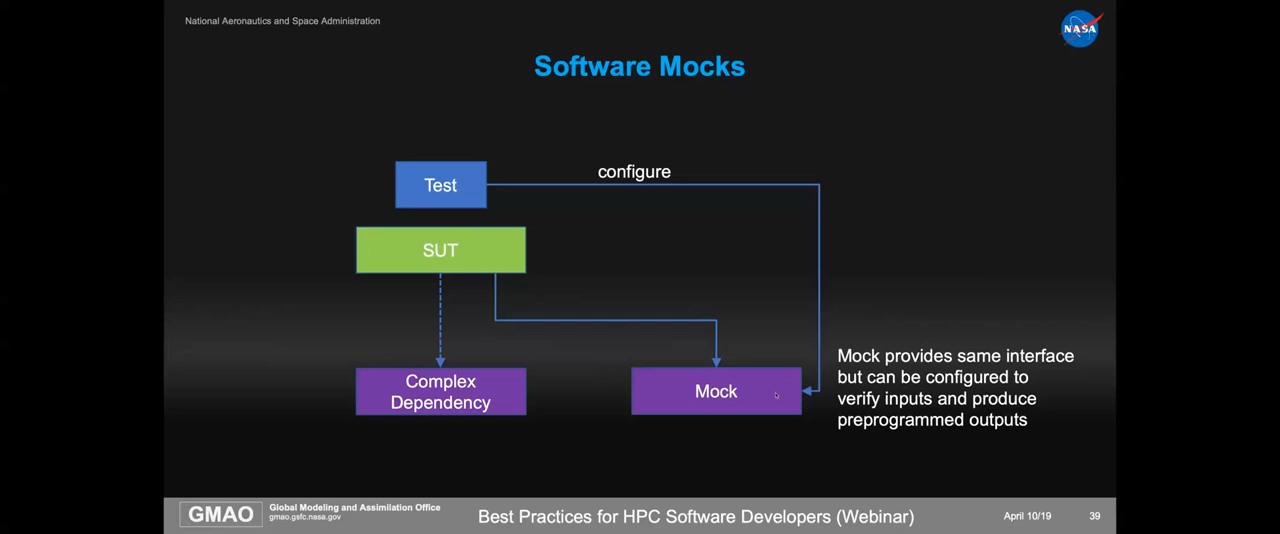 National Aeronautics and Space Administration
NASA
Software Mocks
Test
configure
SUT
Complex
Dependency
Mock
Mock provides same interface
but can be configured to
verify inputs and produce
preprogrammed outputs
GMAO
Global Modeling and Assimilation Office
gmao.gsfc.nasa.gov
Best Practices for HPC Software Developers (Webinar)
April 10/19
39